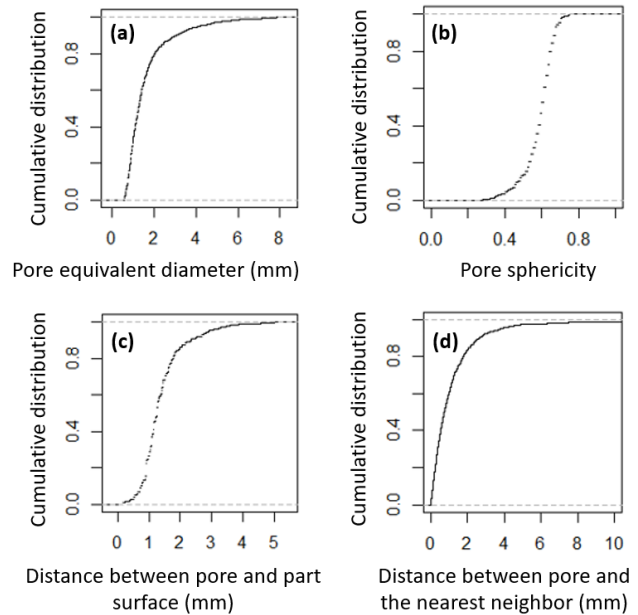 (a)
Cumulative distribution
0.0 0.4 0.8
0 2 4 6 8
Pore equivalent diameter (mm)
(b)
Cumulative distribution
0.0 0.4 0.8
0.0 0.4 0.8
Pore sphericity
(c)
Cumulative distribution
0.0 0.4 0.8
0 1 2 3 4 5
Distance between pore and part
surface (mm)
(d)
Cumulative distribution
0.0 0.4 0.8
0 2 4 6 8 10
Distance between pore and
the nearest neighbor (mm)